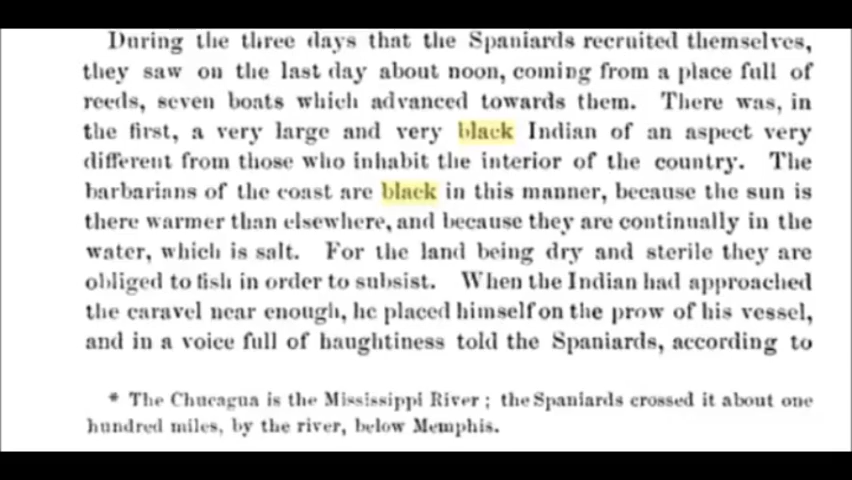 During the three days that the Spaniards recruited themselves,
they saw on the last day about noon, coming from a place full of
reeds, seven boats which advanced towards them. There was, in
the first, a very large and very black Indian of an aspect very
different from those who inhabit the interior of the country. The
barbarians of the coast are black in this manner, because the sun is
there warmer than elsewhere, and because they are continually in the
water, which is salt. For the land being dry and sterile they are
obliged to fish in order to subsist. When the Indian had approached
the caravel near enough, he placed himself on the prow of his vessel,
and in a voice full of haughtiness told the Spaniards, according to
* The Chucagua is the Mississippi River; the Spaniards crossed it about one
hundred miles, by the river, below Memphis.